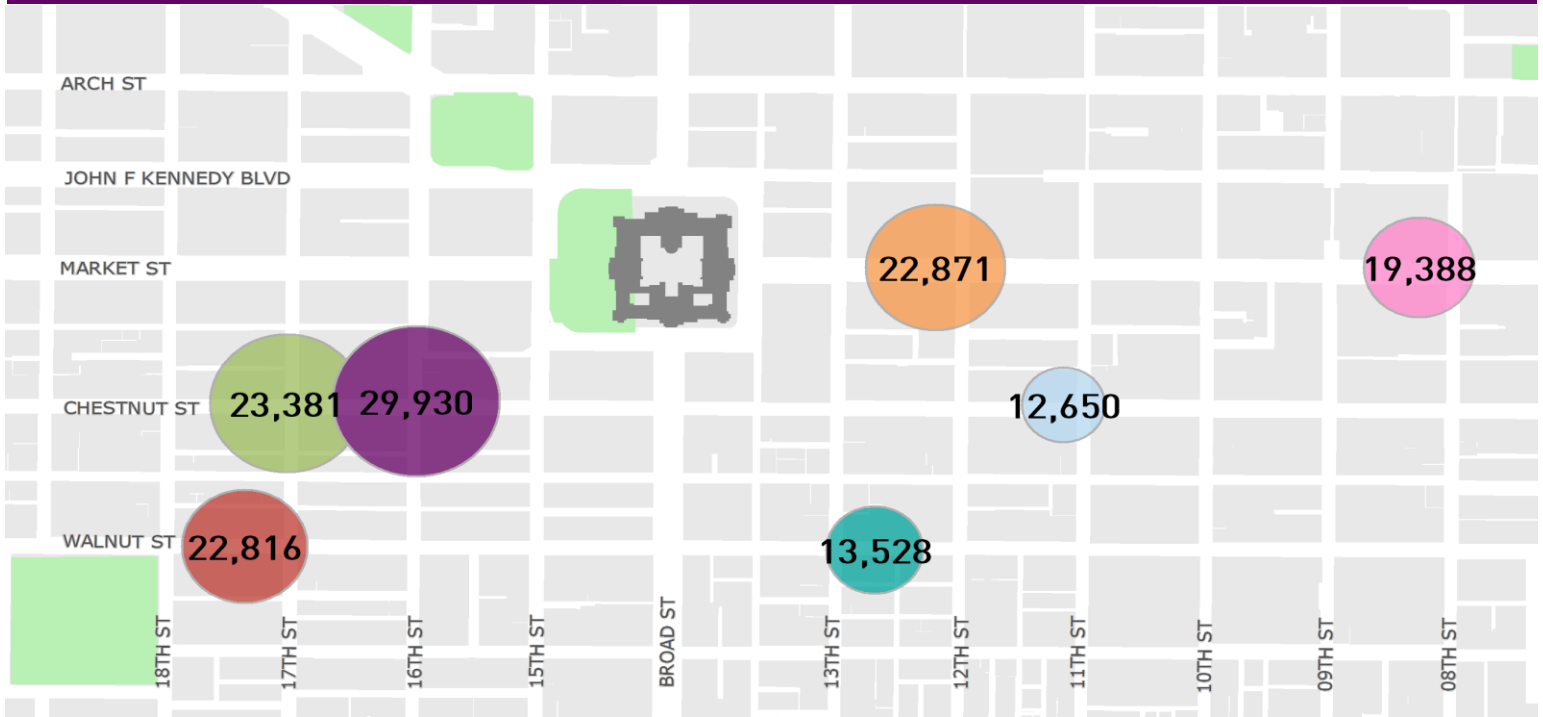 ARCH ST
JOHN F KENNEDY BLVD
MARKET ST
22,871
19,388
CHESTNUT ST
23,381
29,930
12,650
WALNUT ST
22,816
13,528
18TH ST
17TH ST
16TH ST
15TH ST
BROAD ST
13TH ST
12TH ST
11TH ST
10TH ST
09TH ST
08TH ST